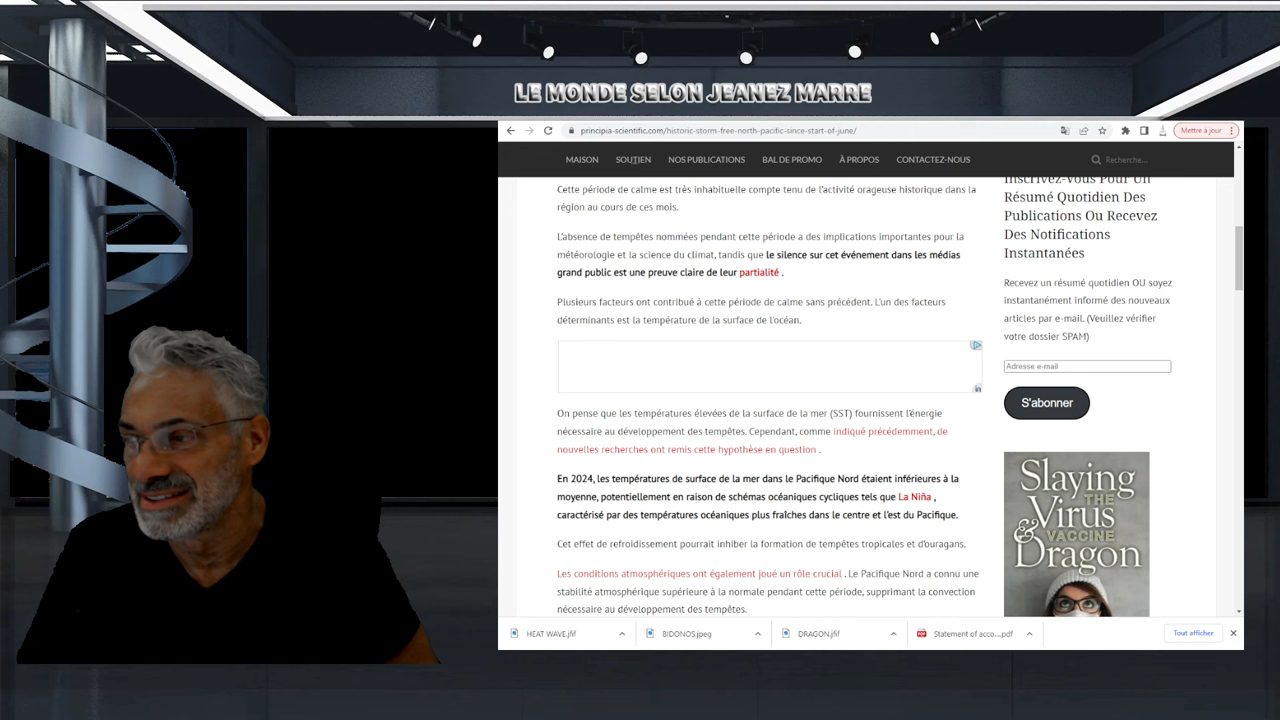 LE MONDE SELON JEANEZ MARRE
principia-scientific.com/historic-storm-free-north-pacific-since-start-of-june/
Mettre à jour
MAISON SOUTIEN NOS PUBLICATIONS BAL DE PROMO À PROPOS CONTACTEZ-NOUS Recherche...
Cette période de calme est très inhabituelle compte tenu de l'activité orageuse historique dans la
région au cours de ces mois.
L'absence de tempêtes nommées pendant cette période a des implications importantes pour la
météorologie et la science du climat, tandis que le silence sur cet événement dans les médias
grand public est une preuve claire de leur partialité .
Plusieurs facteurs ont contribué à cette période de calme sans précédent. L'un des facteurs
déterminants est la température de la surface de l'océan.
On pense que les températures élevées de la surface de la mer (SST) fournissent l'énergie
nécessaire au développement des tempêtes. Cependant, comme indiqué précédemment, de
nouvelles recherches ont remis cette hypothèse en question .
En 2024, les températures de surface de la mer dans le Pacifique Nord étaient inférieures à la
moyenne, potentiellement en raison de schémas océaniques cycliques tels que La Niña ,
caractérisé par des températures océaniques plus fraîches dans le centre et l'est du Pacifique.
Cet effet de refroidissement pourrait inhiber la formation de tempêtes tropicales et d'ouragans.
Les conditions atmosphériques ont également joué un rôle crucial . Le Pacifique Nord a connu une
stabilité atmosphérique supérieure à la normale pendant cette période, supprimant la convection
nécessaire au développement des tempêtes.
Inscrivez-vous Pour Un
Résumé Quotidien Des
Publications Ou Recevez
Des Notifications
Instantanées
Recevez un résumé quotidien OU soyez
instantanément informé des nouveaux
articles par e-mail. (Veuillez vérifier
votre dossier SPAM)
Adresse e-mail
S'abonner
Slaying
THE
Virus
& VACCINE
Dragon
HEAT WAVE.jfif
BIDONOS.jpeg
DRAGON.jfif
PDF
Statement of acco....pdf
Tout afficher